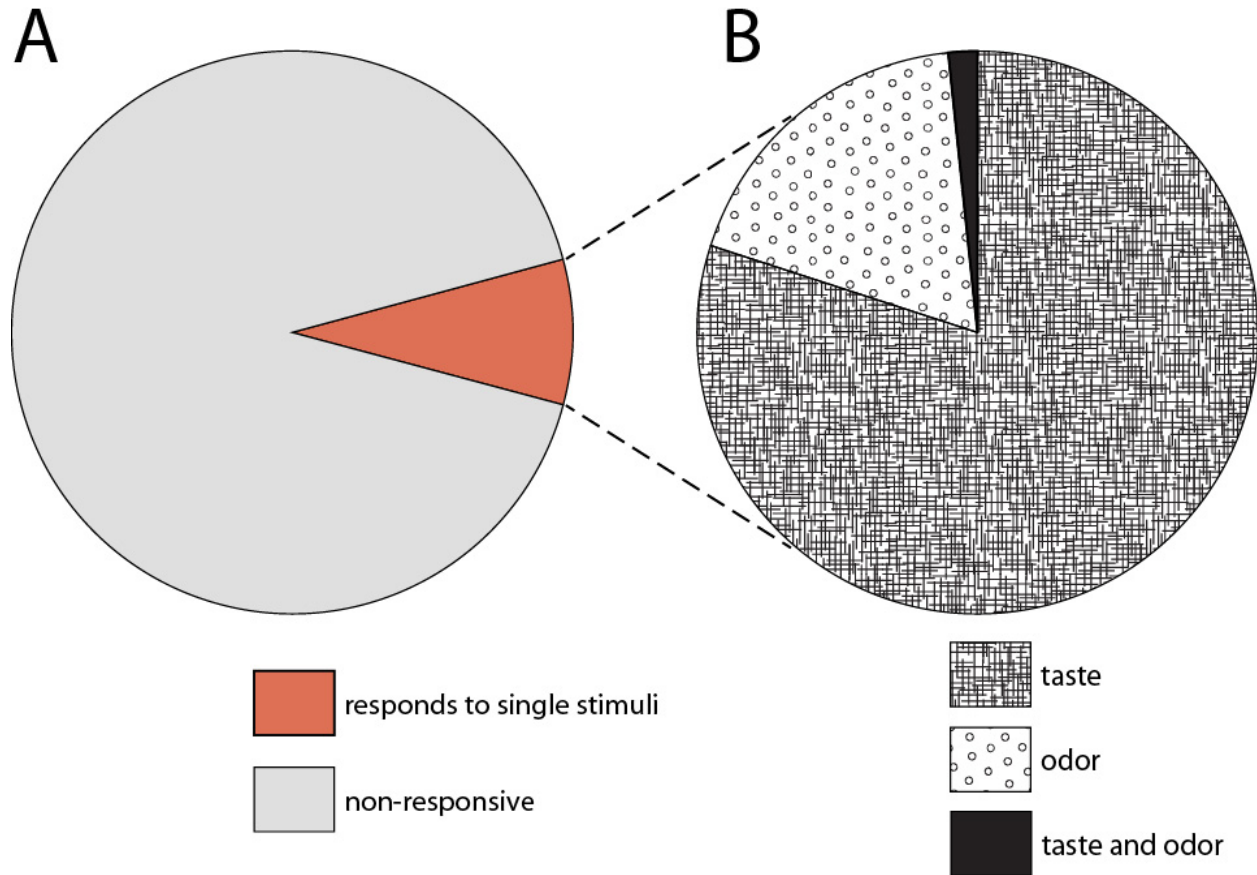 A
B
responds to single stimuli
non-responsive
taste
odor
taste and odor